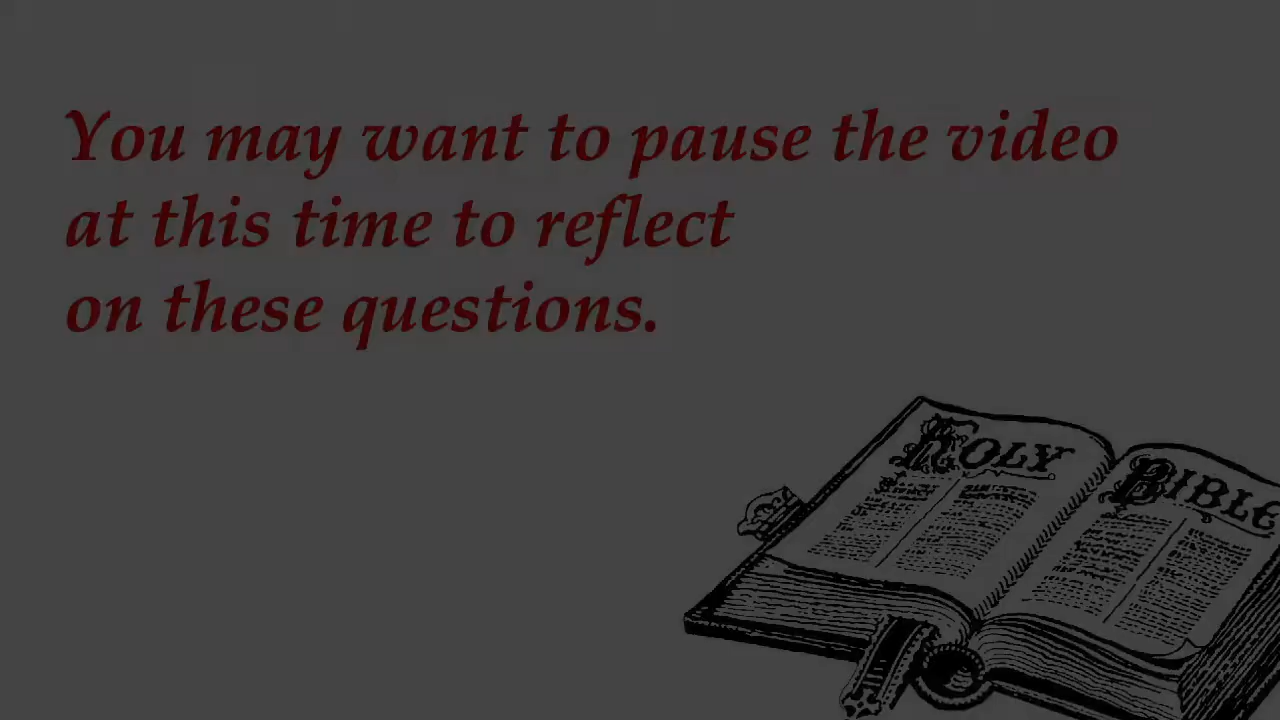 You may want to pause the video
at this time to reflect
on these questions.
HOLY BIBLE